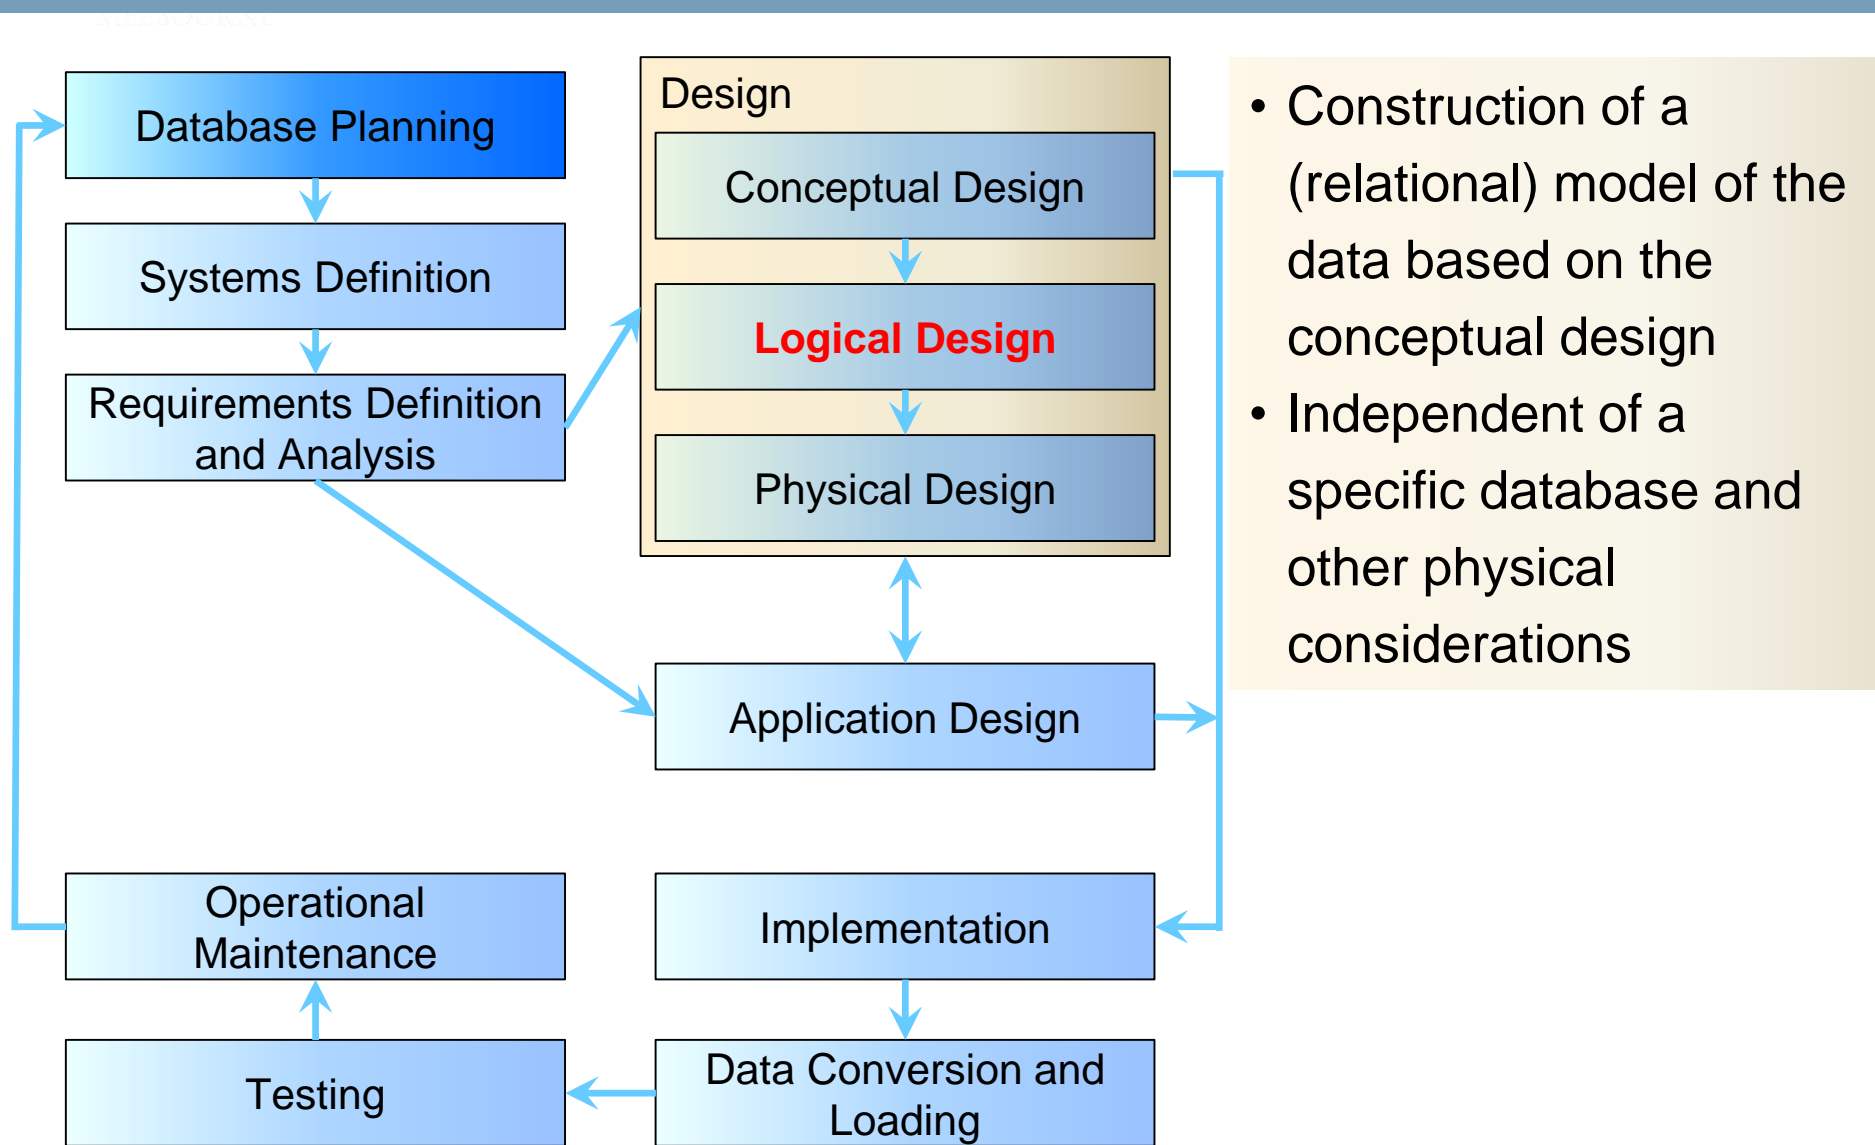 Database Planning
Systems Definition
Requirements Definition
and Analysis
Design
Conceptual Design
Logical Design
Physical Design
Application Design
Implementation
Data Conversion and
Loading
Testing
Operational
Maintenance
• Construction of a
(relational) model of the
data based on the
conceptual design
• Independent of a
specific database and
other physical
considerations